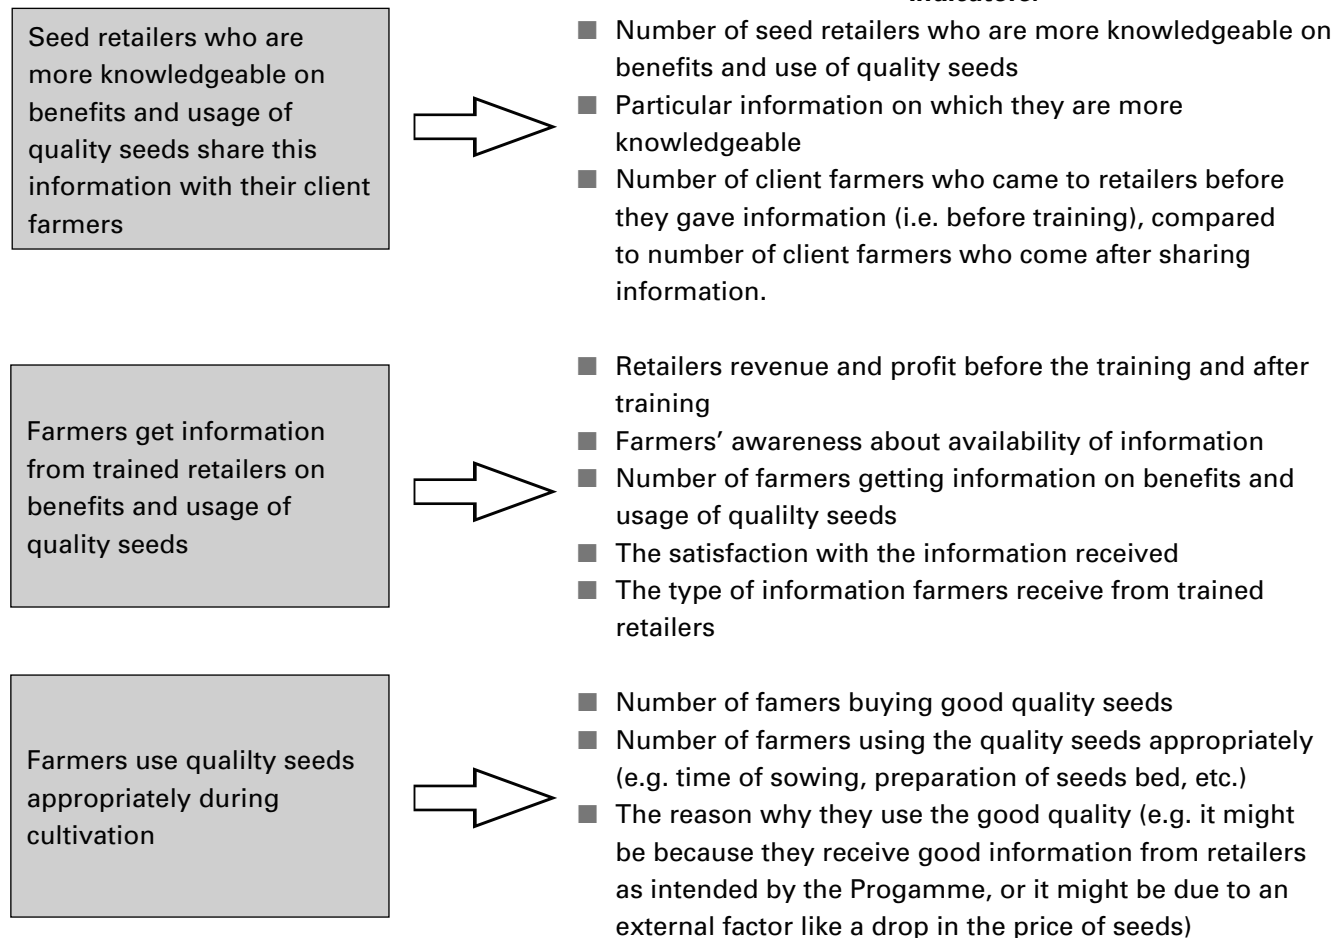 Indicators:
Seed retailers who are
more knowledgeable on
benefits and usage of
quality seeds share this
information with their client
farmers
■ Number of seed retailers who are more knowledgeable on
benefits and use of quality seeds
■ Particular information on which they are more
knowledgeable
■ Number of client farmers who came to retailers before
they gave information (i.e. before training), compared
to number of client farmers who come after sharing
information.
Farmers get information
from trained retailers on
benefits and usage of
quality seeds
■ Retailers revenue and profit before the training and after
training
■ Farmers’ awareness about availability of information
■ Number of farmers getting information on benefits and
usage of qualilty seeds
■ The satisfaction with the information received
■ The type of information farmers receive from trained
retailers
Farmers use qualilty seeds
appropriately during
cultivation
■ Number of famers buying good quality seeds
■ Number of farmers using the quality seeds appropriately
(e.g. time of sowing, preparation of seeds bed, etc.)
■ The reason why they use the good quality (e.g. it might
be because they receive good information from retailers
as intended by the Progamme, or it might be due to an
external factor like a drop in the price of seeds)